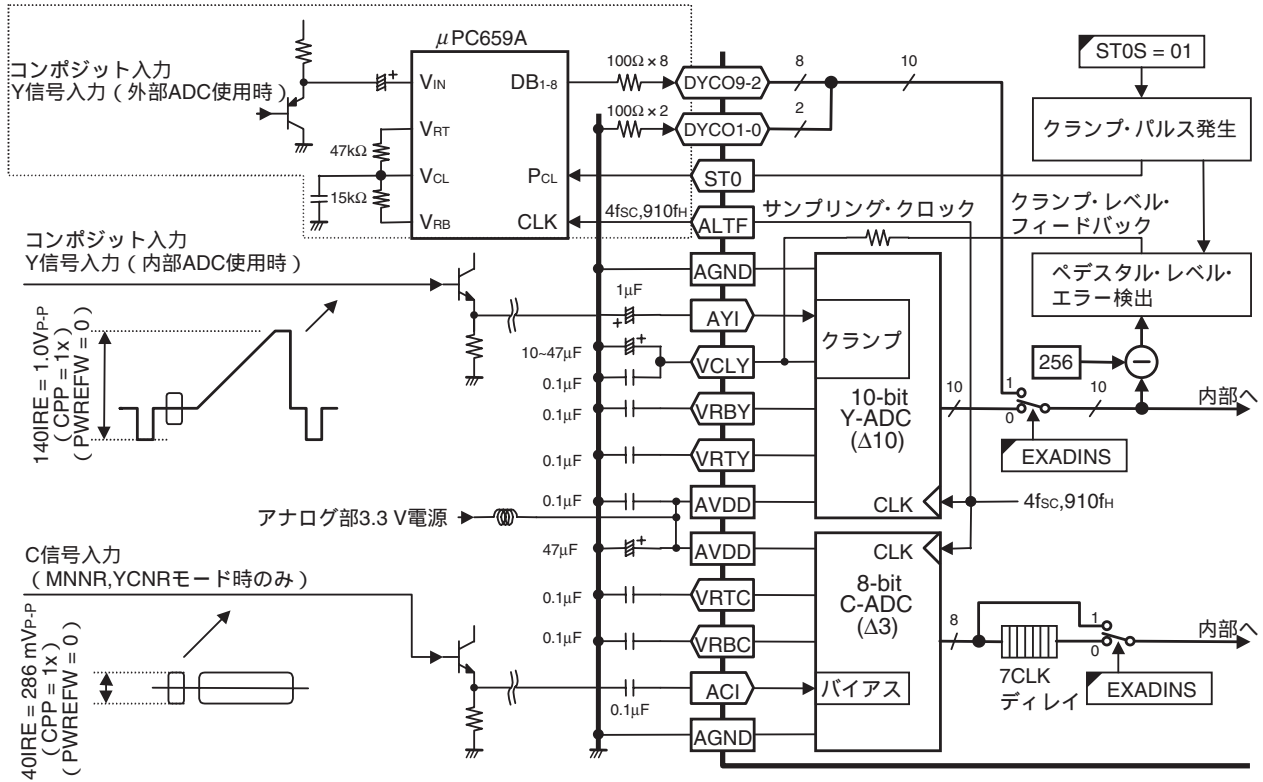 コンポジット入力
Y信号入力（外部ADC使用時）
μPC659A
VIN
VRT
VCL
VRB
DB1-8
PCL
CLK
47kΩ
15kΩ
100Ω×8
100Ω×2
DYCO9-2
DYCO1-0
ST0
ALTF
8
2
10
ST0S = 01
クランプ・パルス発生
4fSC,910fH
サンプリング・クロック
クランプ・レベル・
フィードバック
ペデスタル・レベル・
エラー検出
コンポジット入力
Y信号入力（内部ADC使用時）
140IRE = 1.0VP-P
（CPP = 1x）
（PWREFW = 0）
1μF
+
10~47μF
+
0.1μF
0.1μF
0.1μF
0.1μF
AGND
AYI
VCLY
VRBY
VRTY
AVDD
クランプ
10-bit
Y-ADC
(Δ10)
CLK
10
1
0
10
256
−
内部へ
EXADINS
4fSC,910fH
アナログ部3.3 V電源
47μF
+
0.1μF
0.1μF
0.1μF
AVDD
VRTC
VRBC
ACI
AGND
CLK
8-bit
C-ADC
(Δ3)
バイアス
8
7CLK
ディレイ
1
0
内部へ
EXADINS
C信号入力
（MNNR,YCNRモード時のみ）
40IRE = 286 mVP-P
（CPP = 1x）
（PWREFW = 0）